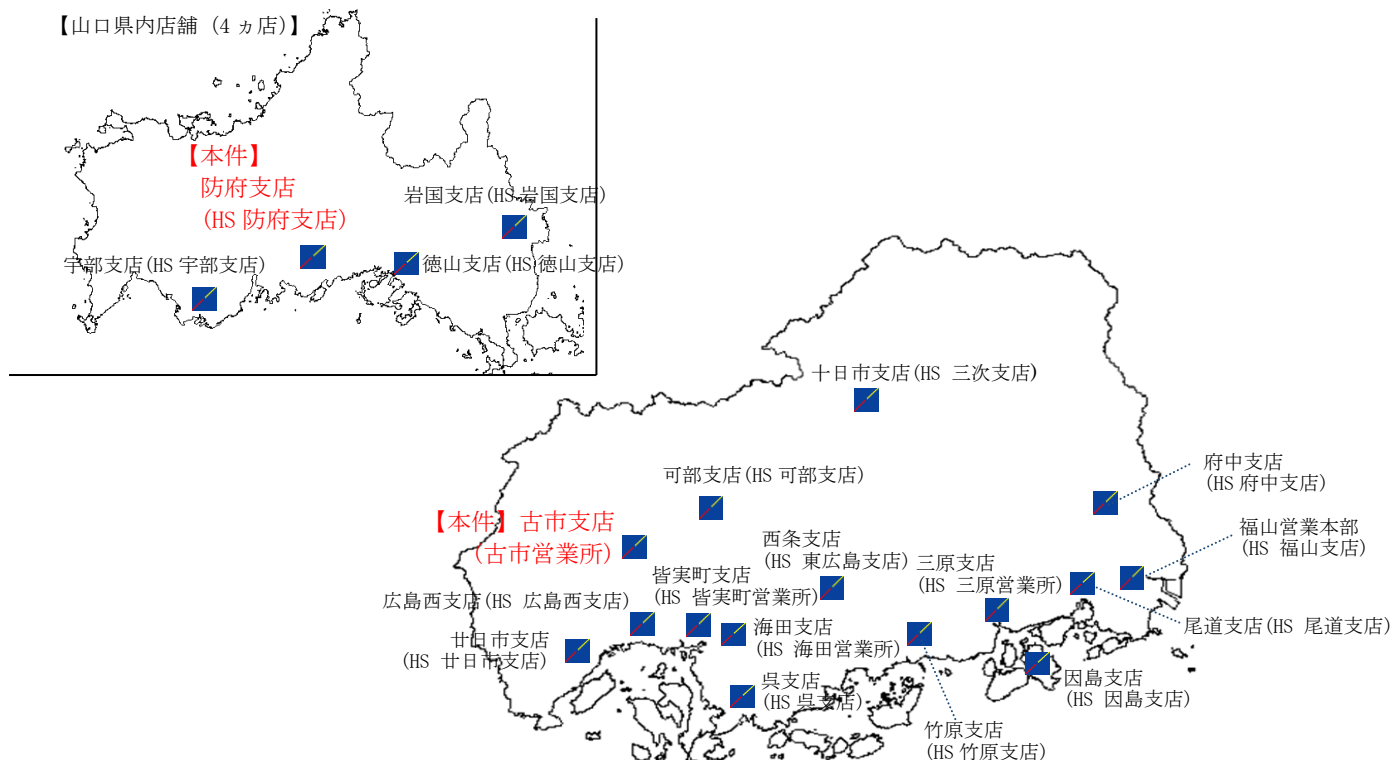 【山口県内店舗（4ヵ店）】
【本件】
防府支店
(HS 防府支店)
岩国支店(HS 岩国支店)
宇部支店(HS 宇部支店)
徳山支店(HS 徳山支店)
十日市支店(HS 三次支店)
可部支店(HS 可部支店)
府中支店
(HS 府中支店)
【本件】古市支店
(古市営業所)
福山営業本部
(HS 福山支店)
西条支店
(HS 東広島支店)
三原支店
(HS 三原営業所)
皆実町支店
(HS 皆実町営業所)
広島西支店(HS 広島西支店)
海田支店
(HS 海田営業所)
尾道支店(HS 尾道支店)
廿日市支店
(HS 廿日市支店)
因島支店
(HS 因島支店)
呉支店
(HS 呉支店)
竹原支店
(HS 竹原支店)